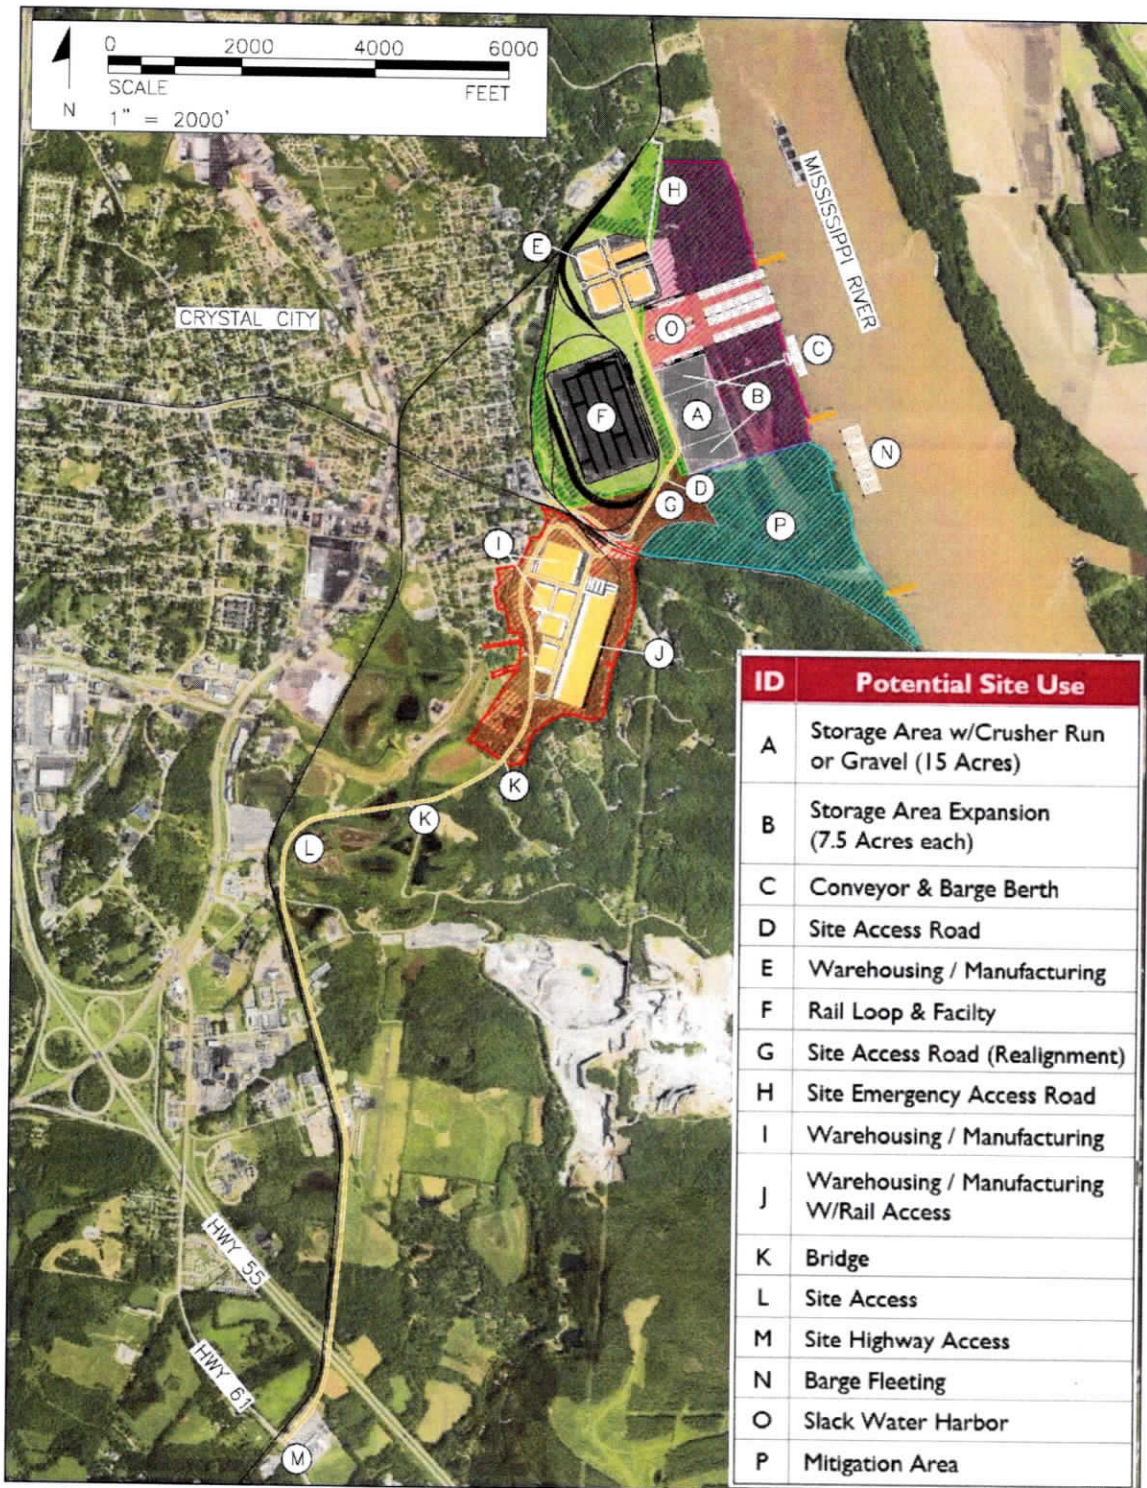 0 2000 4000 6000
SCALE FEET
N 1" = 2000'
H
MISSISSIPPI RIVER
E
CRYSTAL CITY
O
C
B
F
A
N
D
G
P
I
J
K
K
L
HWY 55
HWY 61
M
ID Potential Site Use
A Storage Area w/Crusher Run
or Gravel (15 Acres)
B Storage Area Expansion
(7.5 Acres each)
C Conveyor & Barge Berth
D Site Access Road
E Warehousing / Manufacturing
F Rail Loop & Facilty
G Site Access Road (Realignment)
H Site Emergency Access Road
I Warehousing / Manufacturing
J Warehousing / Manufacturing
W/Rail Access
K Bridge
L Site Access
M Site Highway Access
N Barge Fleeting
O Slack Water Harbor
P Mitigation Area